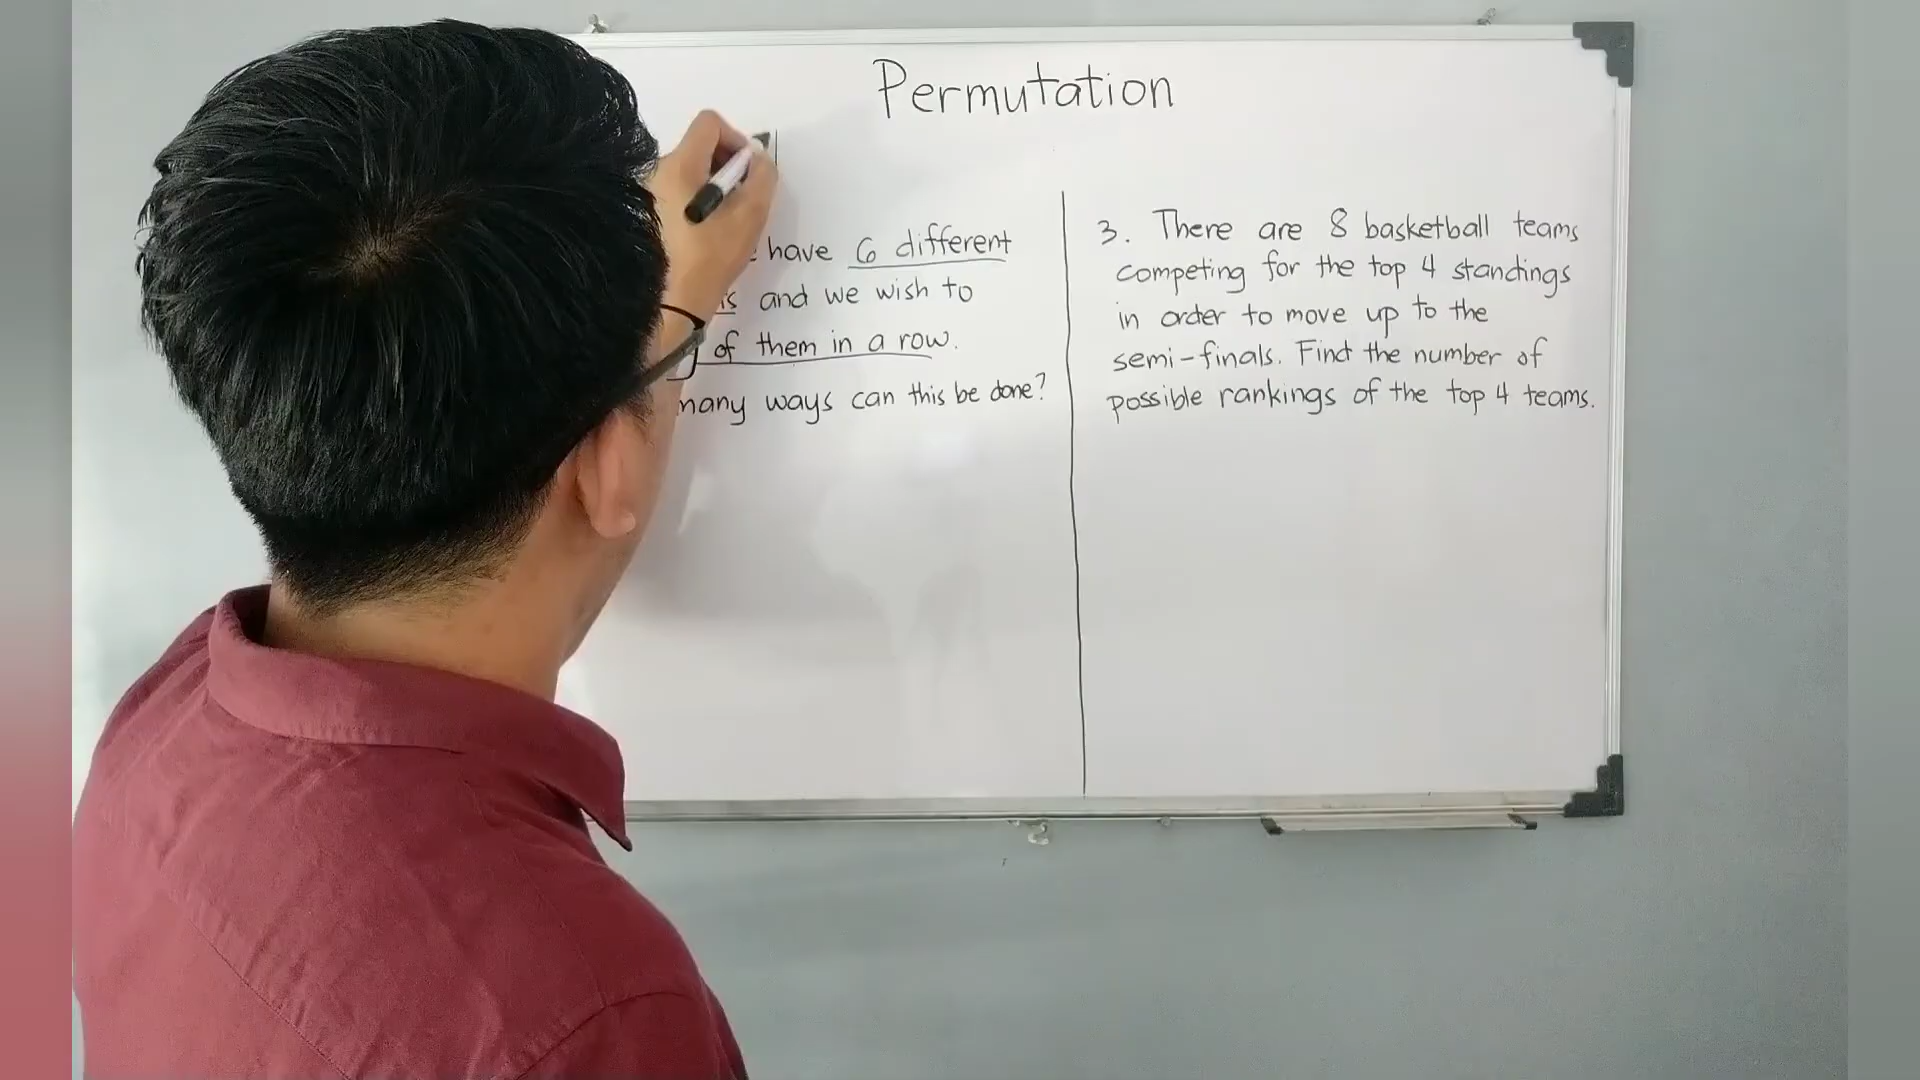 Permutation
have 6 different
and we wish to
of them in a row.
many ways can this be done?
3. There are 8 basketball teams
competing for the top 4 standings
in order to move up to the
semi-finals. Find the number of
possible rankings of the top 4 teams.